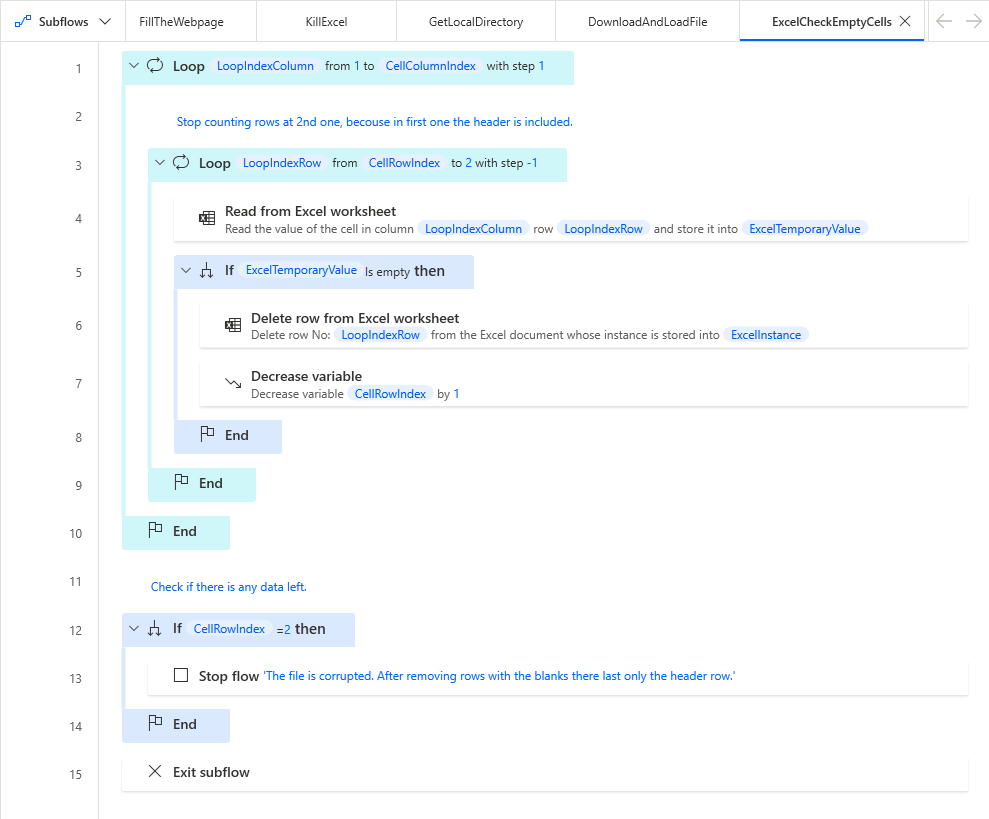 Subflows FillTheWebpage KillExcel GetLocalDirectory DownloadAndLoadFile ExcelCheckEmptyCells
1 Loop LoopIndexColumn from 1 to CellColumnIndex with step 1
2 Stop counting rows at 2nd one, becouse in first one the header is included.
3 Loop LoopIndexRow from CellRowIndex to 2 with step -1
4 Read from Excel worksheet
Read the value of the cell in column LoopIndexColumn row LoopIndexRow and store it into ExcelTemporaryValue
5 If ExcelTemporaryValue Is empty then
6 Delete row from Excel worksheet
Delete row No: LoopIndexRow from the Excel document whose instance is stored into ExcelInstance
7 Decrease variable
Decrease variable CellRowIndex by 1
8 End
9 End
10 End
11 Check if there is any data left.
12 If CellRowIndex =2 then
13 Stop flow 'The file is corrupted. After removing rows with the blanks there last only the header row.'
14 End
15 Exit subflow